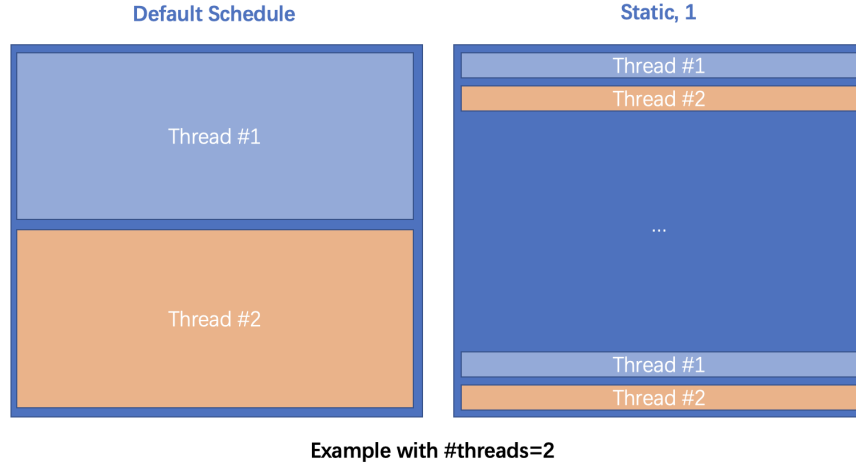 Default Schedule
Static, 1
Thread #1
Thread #2
Thread #1
Thread #2
...
Thread #1
Thread #2
Example with #threads=2